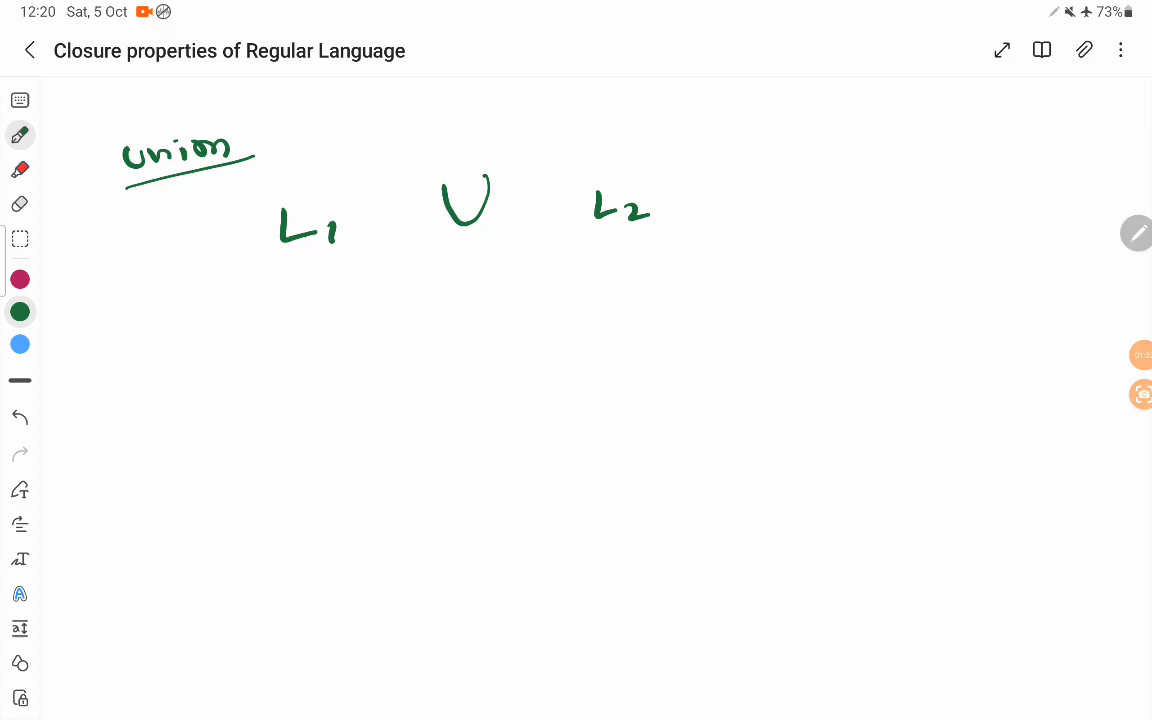 12:20 Sat, 5 Oct 73%
Closure properties of Regular Language
Union
L1 U L2